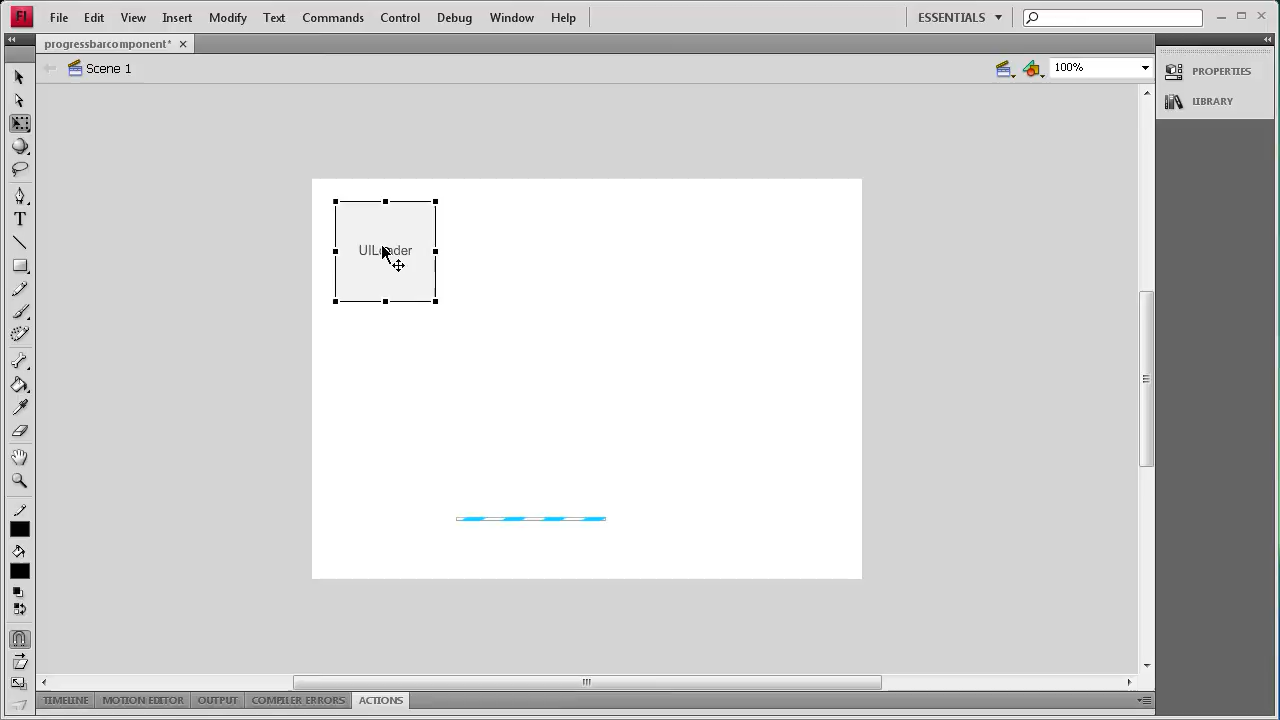 Fl File Edit View Insert Modify Text Commands Control Debug Window Help ESSENTIALS
progressbarcomponent*
Scene 1 100%
PROPERTIES
LIBRARY
UILoader
T
TIMELINE MOTION EDITOR OUTPUT COMPILER ERRORS ACTIONS